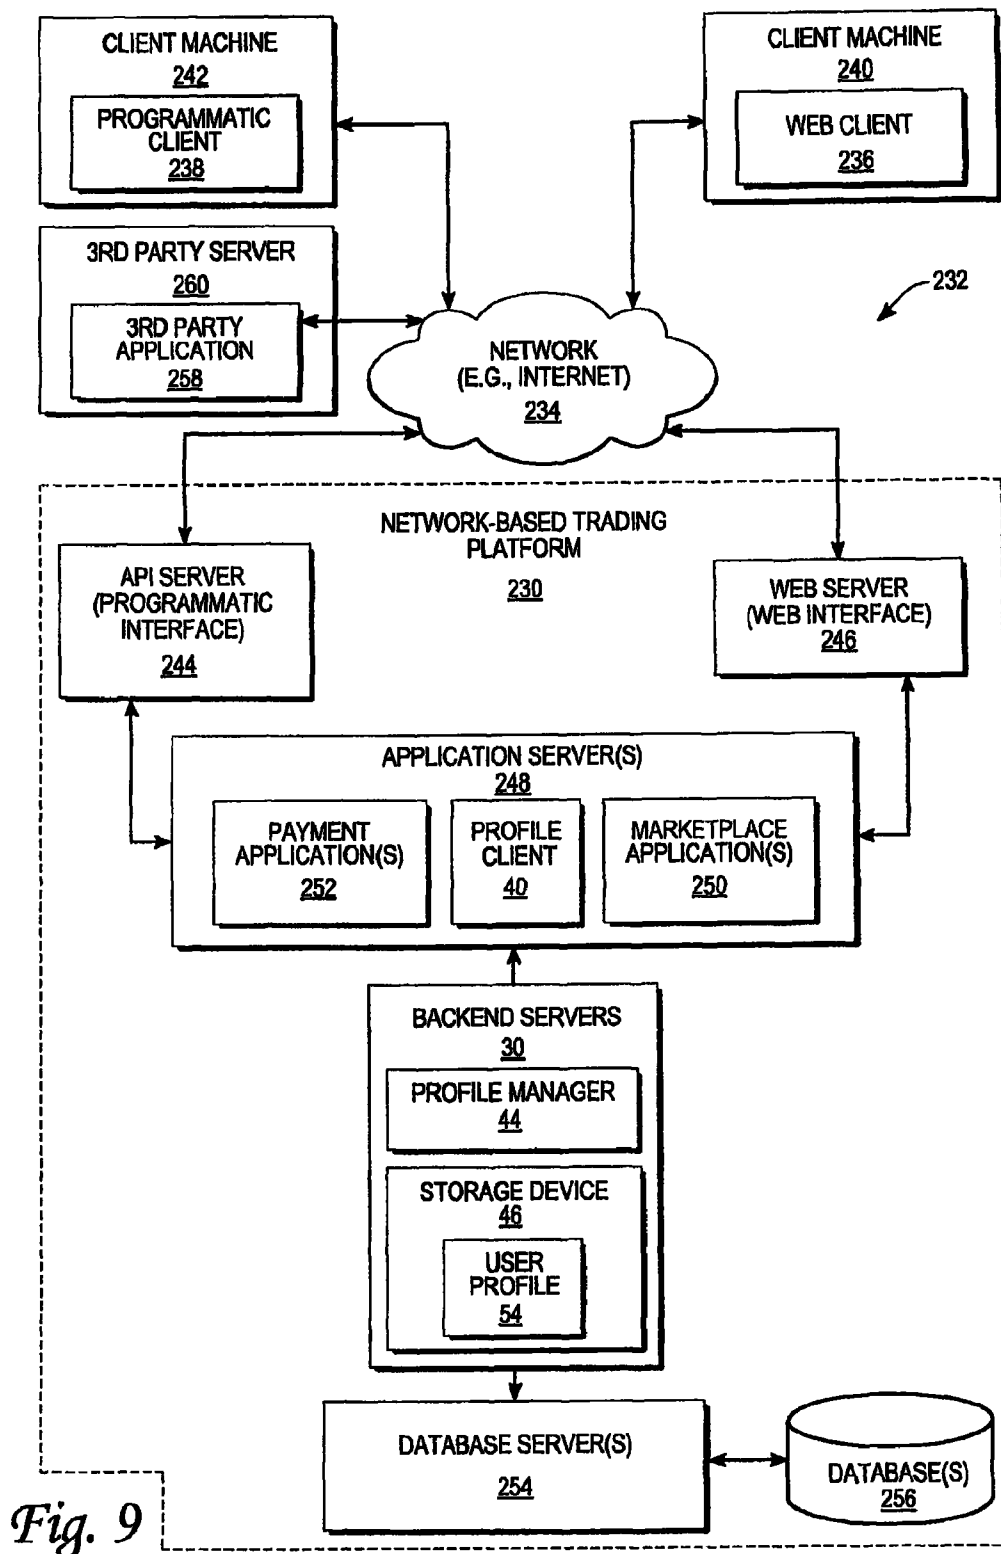 CLIENT MACHINE
242
PROGRAMMATIC
CLIENT
238
CLIENT MACHINE
240
WEB CLIENT
236
3RD PARTY SERVER
260
3RD PARTY
APPLICATION
258
232
NETWORK
(E.G., INTERNET)
234
NETWORK-BASED TRADING
PLATFORM
230
API SERVER
(PROGRAMMATIC
INTERFACE)
244
WEB SERVER
(WEB INTERFACE)
246
APPLICATION SERVER(S)
248
PAYMENT
APPLICATION(S)
252
PROFILE
CLIENT
40
MARKETPLACE
APPLICATION(S)
250
BACKEND SERVERS
30
PROFILE MANAGER
44
STORAGE DEVICE
46
USER
PROFILE
54
DATABASE SERVER(S)
254
DATABASE(S)
256
Fig. 9